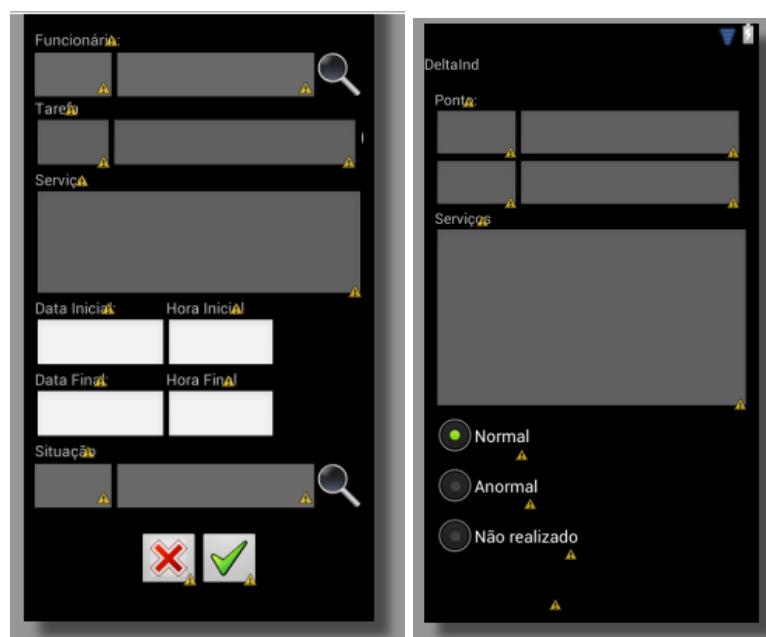 Funcionário:
Tarefa
Serviço
Data Inicial: Hora Inicial
Data Final: Hora Final
Situação
DeltaInd
Ponto:
Serviços
Normal
Anormal
Não realizado